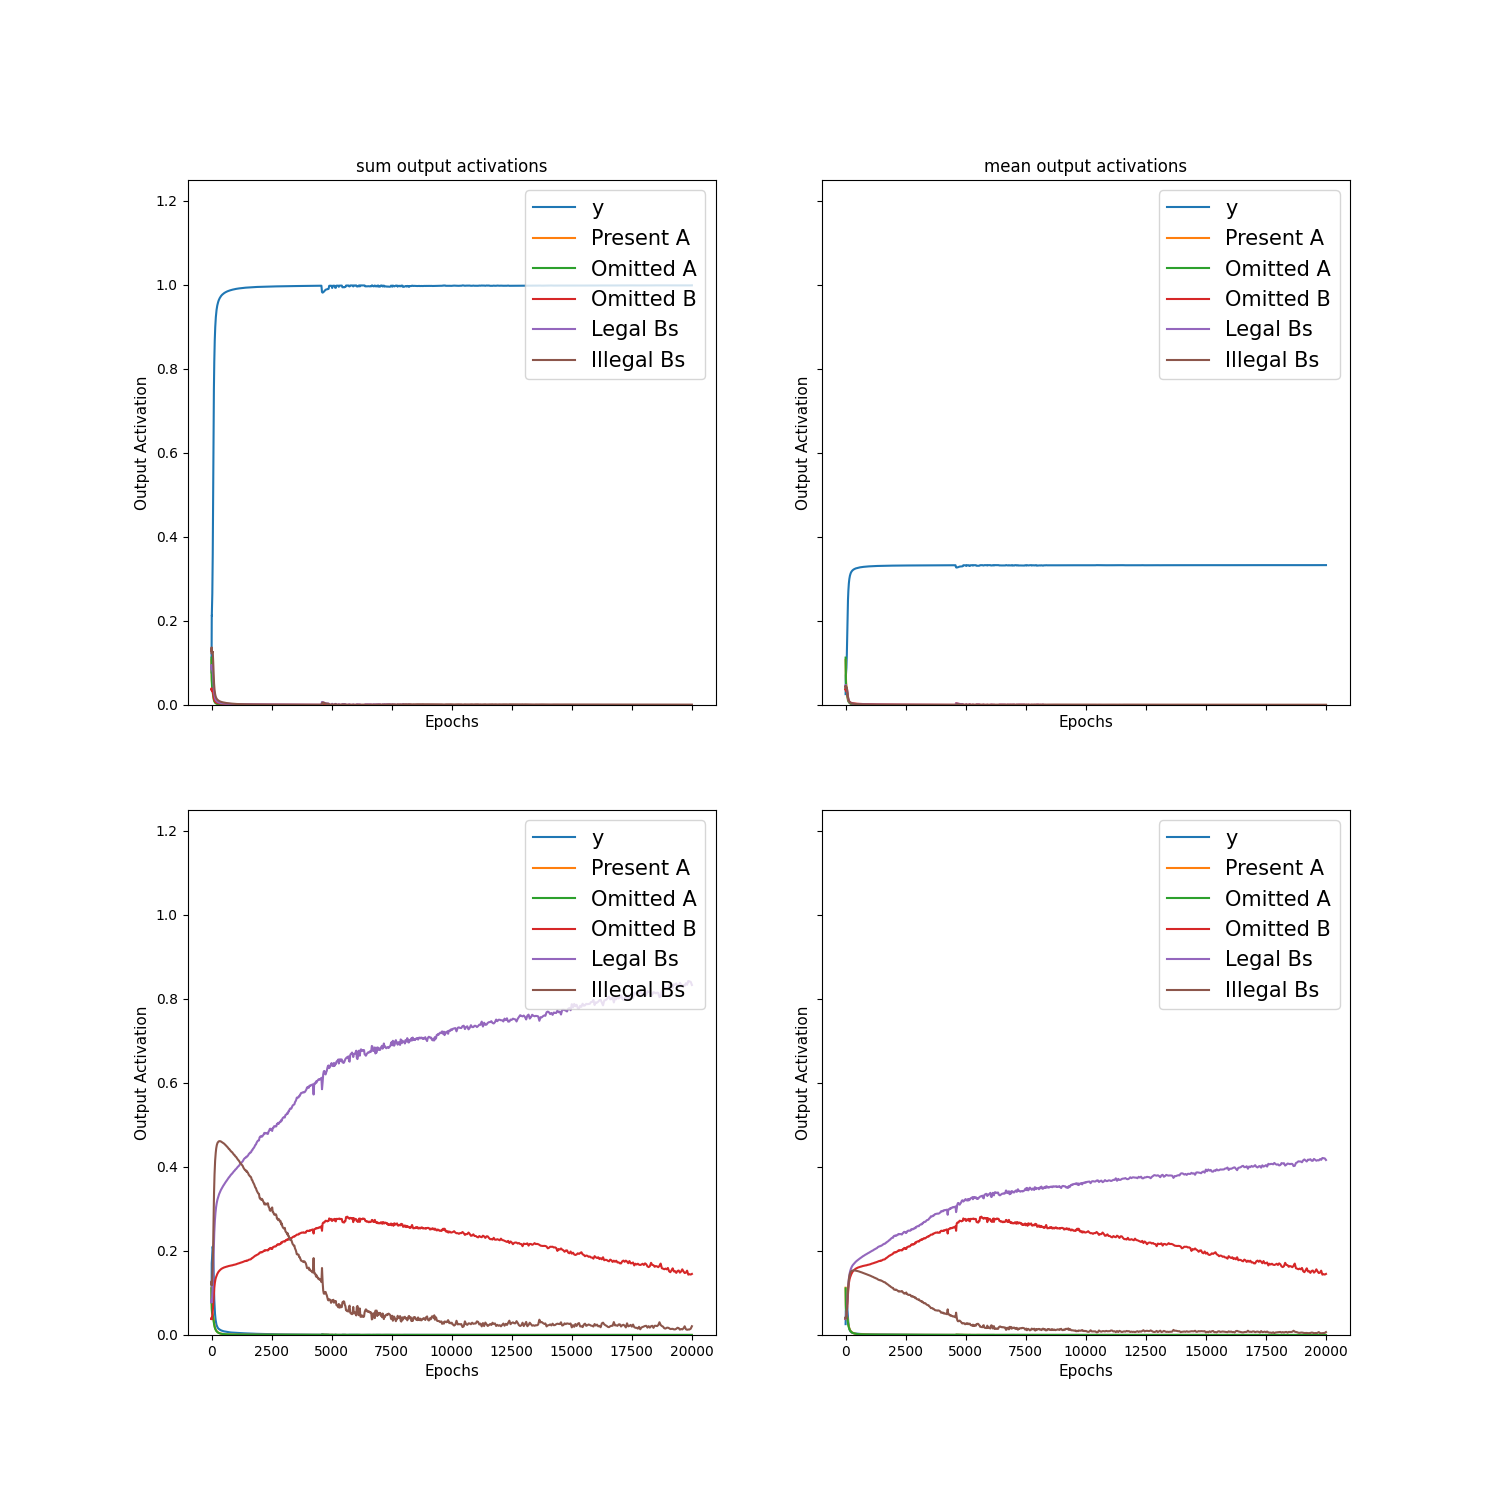 sum output activations
mean output activations
1.2
1.0
0.8
0.6
0.4
0.2
0.0
Output Activation
Epochs
y
Present A
Omitted A
Omitted B
Legal Bs
Illegal Bs
Output Activation
Epochs
y
Present A
Omitted A
Omitted B
Legal Bs
Illegal Bs
1.2
1.0
0.8
0.6
0.4
0.2
0.0
Output Activation
0 2500 5000 7500 10000 12500 15000 17500 20000
Epochs
y
Present A
Omitted A
Omitted B
Legal Bs
Illegal Bs
Output Activation
0 2500 5000 7500 10000 12500 15000 17500 20000
Epochs
y
Present A
Omitted A
Omitted B
Legal Bs
Illegal Bs